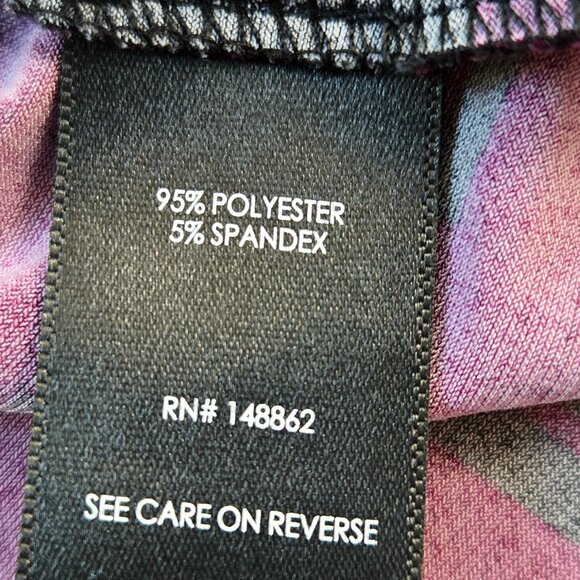 95% POLYESTER
5% SPANDEX
RN# 148862
SEE CARE ON REVERSE